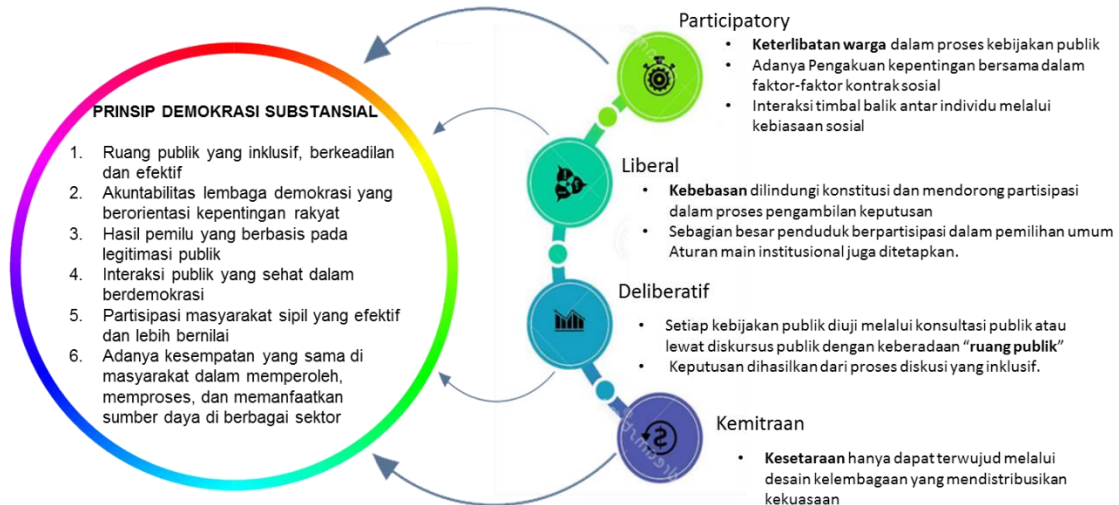 PRINSIP DEMOKRASI SUBSTANSIAL
1. Ruang publik yang inklusif, berkeadilan
dan efektif
2. Akuntabilitas lembaga demokrasi yang
berorientasi kepentingan rakyat
3. Hasil pemilu yang berbasis pada
legitimasi publik
4. Interaksi publik yang sehat dalam
berdemokrasi
5. Partisipasi masyarakat sipil yang efektif
dan lebih bernilai
6. Adanya kesempatan yang sama di
masyarakat dalam memperoleh,
memproses, dan memanfaatkan
sumber daya di berbagai sektor
Participatory
• Keterlibatan warga dalam proses kebijakan publik
• Adanya Pengakuan kepentingan bersama dalam
faktor-faktor kontrak sosial
• Interaksi timbal balik antar individu melalui
kebiasaan sosial
Liberal
• Kebebasan dilindungi konstitusi dan mendorong partisipasi
dalam proses pengambilan keputusan
• Sebagian besar penduduk berpartisipasi dalam pemilihan umum
Aturan main institusional juga ditetapkan.
Deliberatif
• Setiap kebijakan publik diuji melalui konsultasi publik atau
lewat diskursus publik dengan keberadaan “ruang publik”
• Keputusan dihasilkan dari proses diskusi yang inklusif.
Kemitraan
• Kesetaraan hanya dapat terwujud melalui
desain kelembagaan yang mendistribusikan
kekuasaan